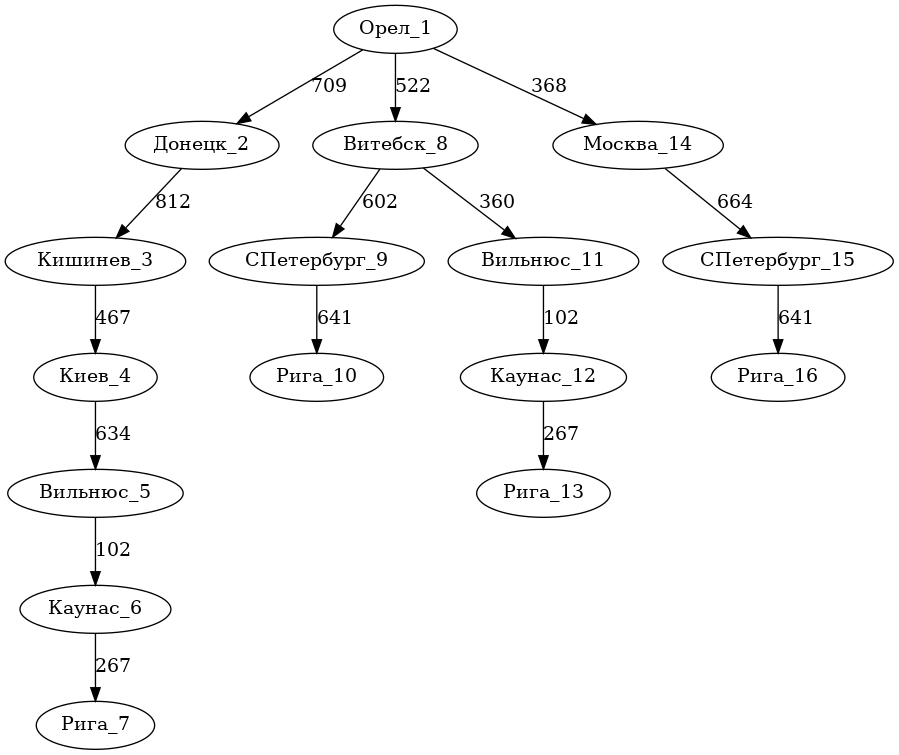 Орел_1
709
522
368
Донецк_2
Витебск_8
Москва_14
812
602
360
664
Кишинев_3
СПетербург_9
Вильнюс_11
СПетербург_15
467
641
102
641
Киев_4
Рига_10
Каунас_12
Рига_16
634
267
Вильнюс_5
Рига_13
102
Каунас_6
267
Рига_7